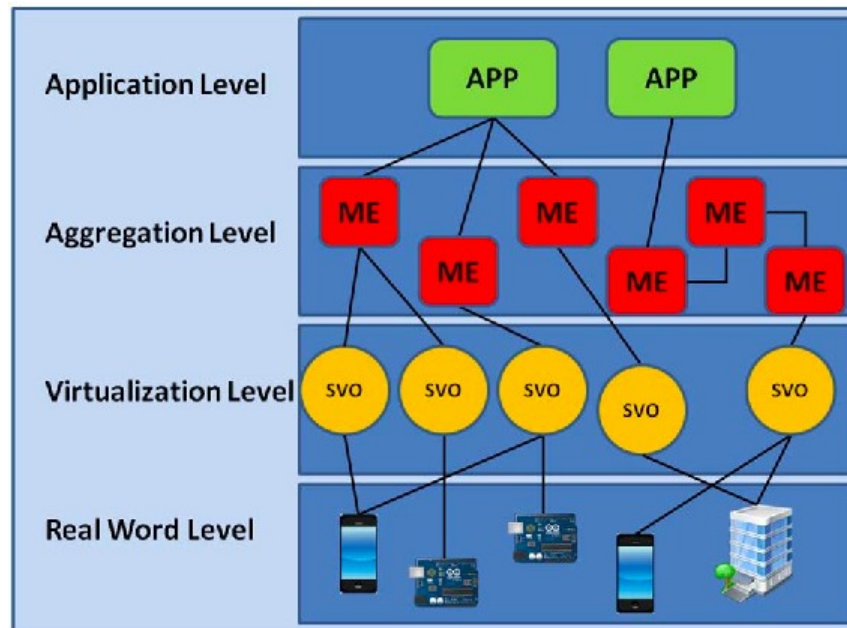 Application Level
APP APP
Aggregation Level
ME ME ME
ME ME ME
Virtualization Level
SVO SVO SVO SVO SVO
Real Word Level